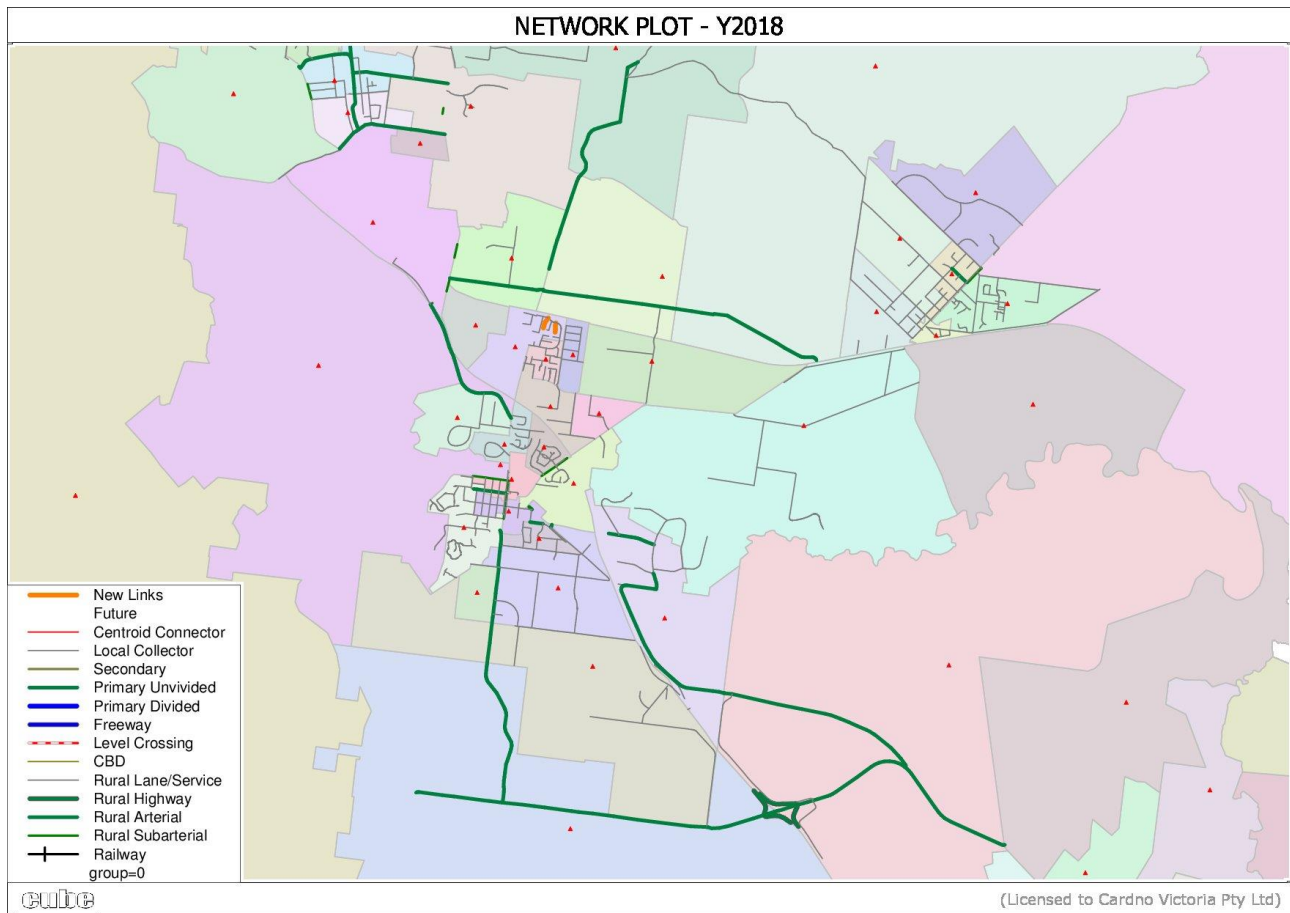 NETWORK PLOT - Y2018
New Links
Future
Centroid Connector
Local Collector
Secondary
Primary Unvivided
Primary Divided
Freeway
Level Crossing
CBD
Rural Lane/Service
Rural Highway
Rural Arterial
Rural Subarterial
Railway
group=0
cube
(Licensed to Cardno Victoria Pty Ltd)